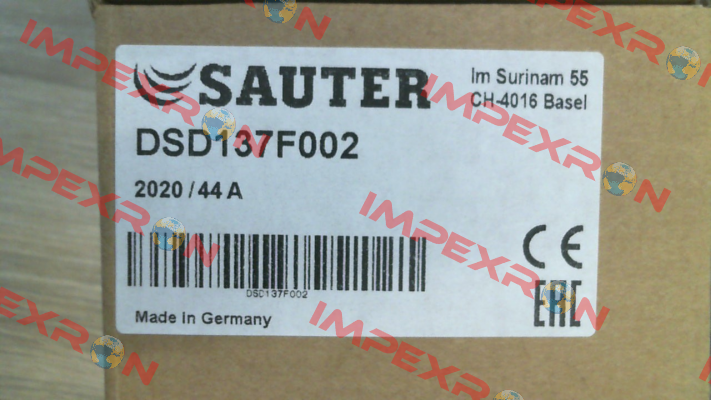 SAUTER
Im Surinam 55
CH-4016 Basel
DSD137F002
2020 / 44 A
DSD137F002
Made in Germany
CE
EAC
IMPEXRON
IMPEXRON
IMPEXRON
IMPEXRON
IMPEXRON
IMPEXRON